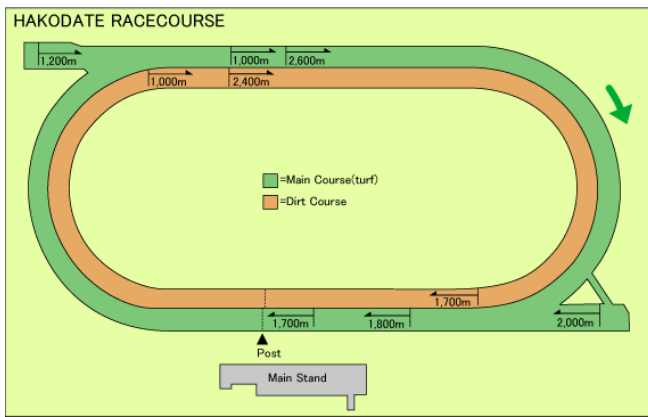 HAKODATE RACECOURSE
1,200m
1,000m
2,600m
1,000m
2,400m
=Main Course(turf)
=Dirt Course
1,700m
1,700m
1,800m
2,000m
Post
Main Stand